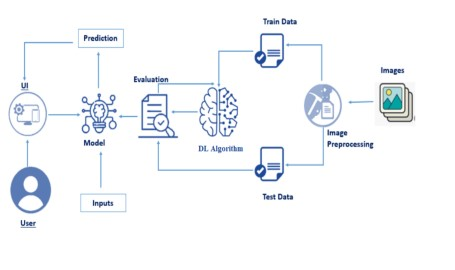 Train Data
Prediction
Evaluation
Images
UI
Model
DL Algorithm
Image
Preprocessing
Inputs
Test Data
User